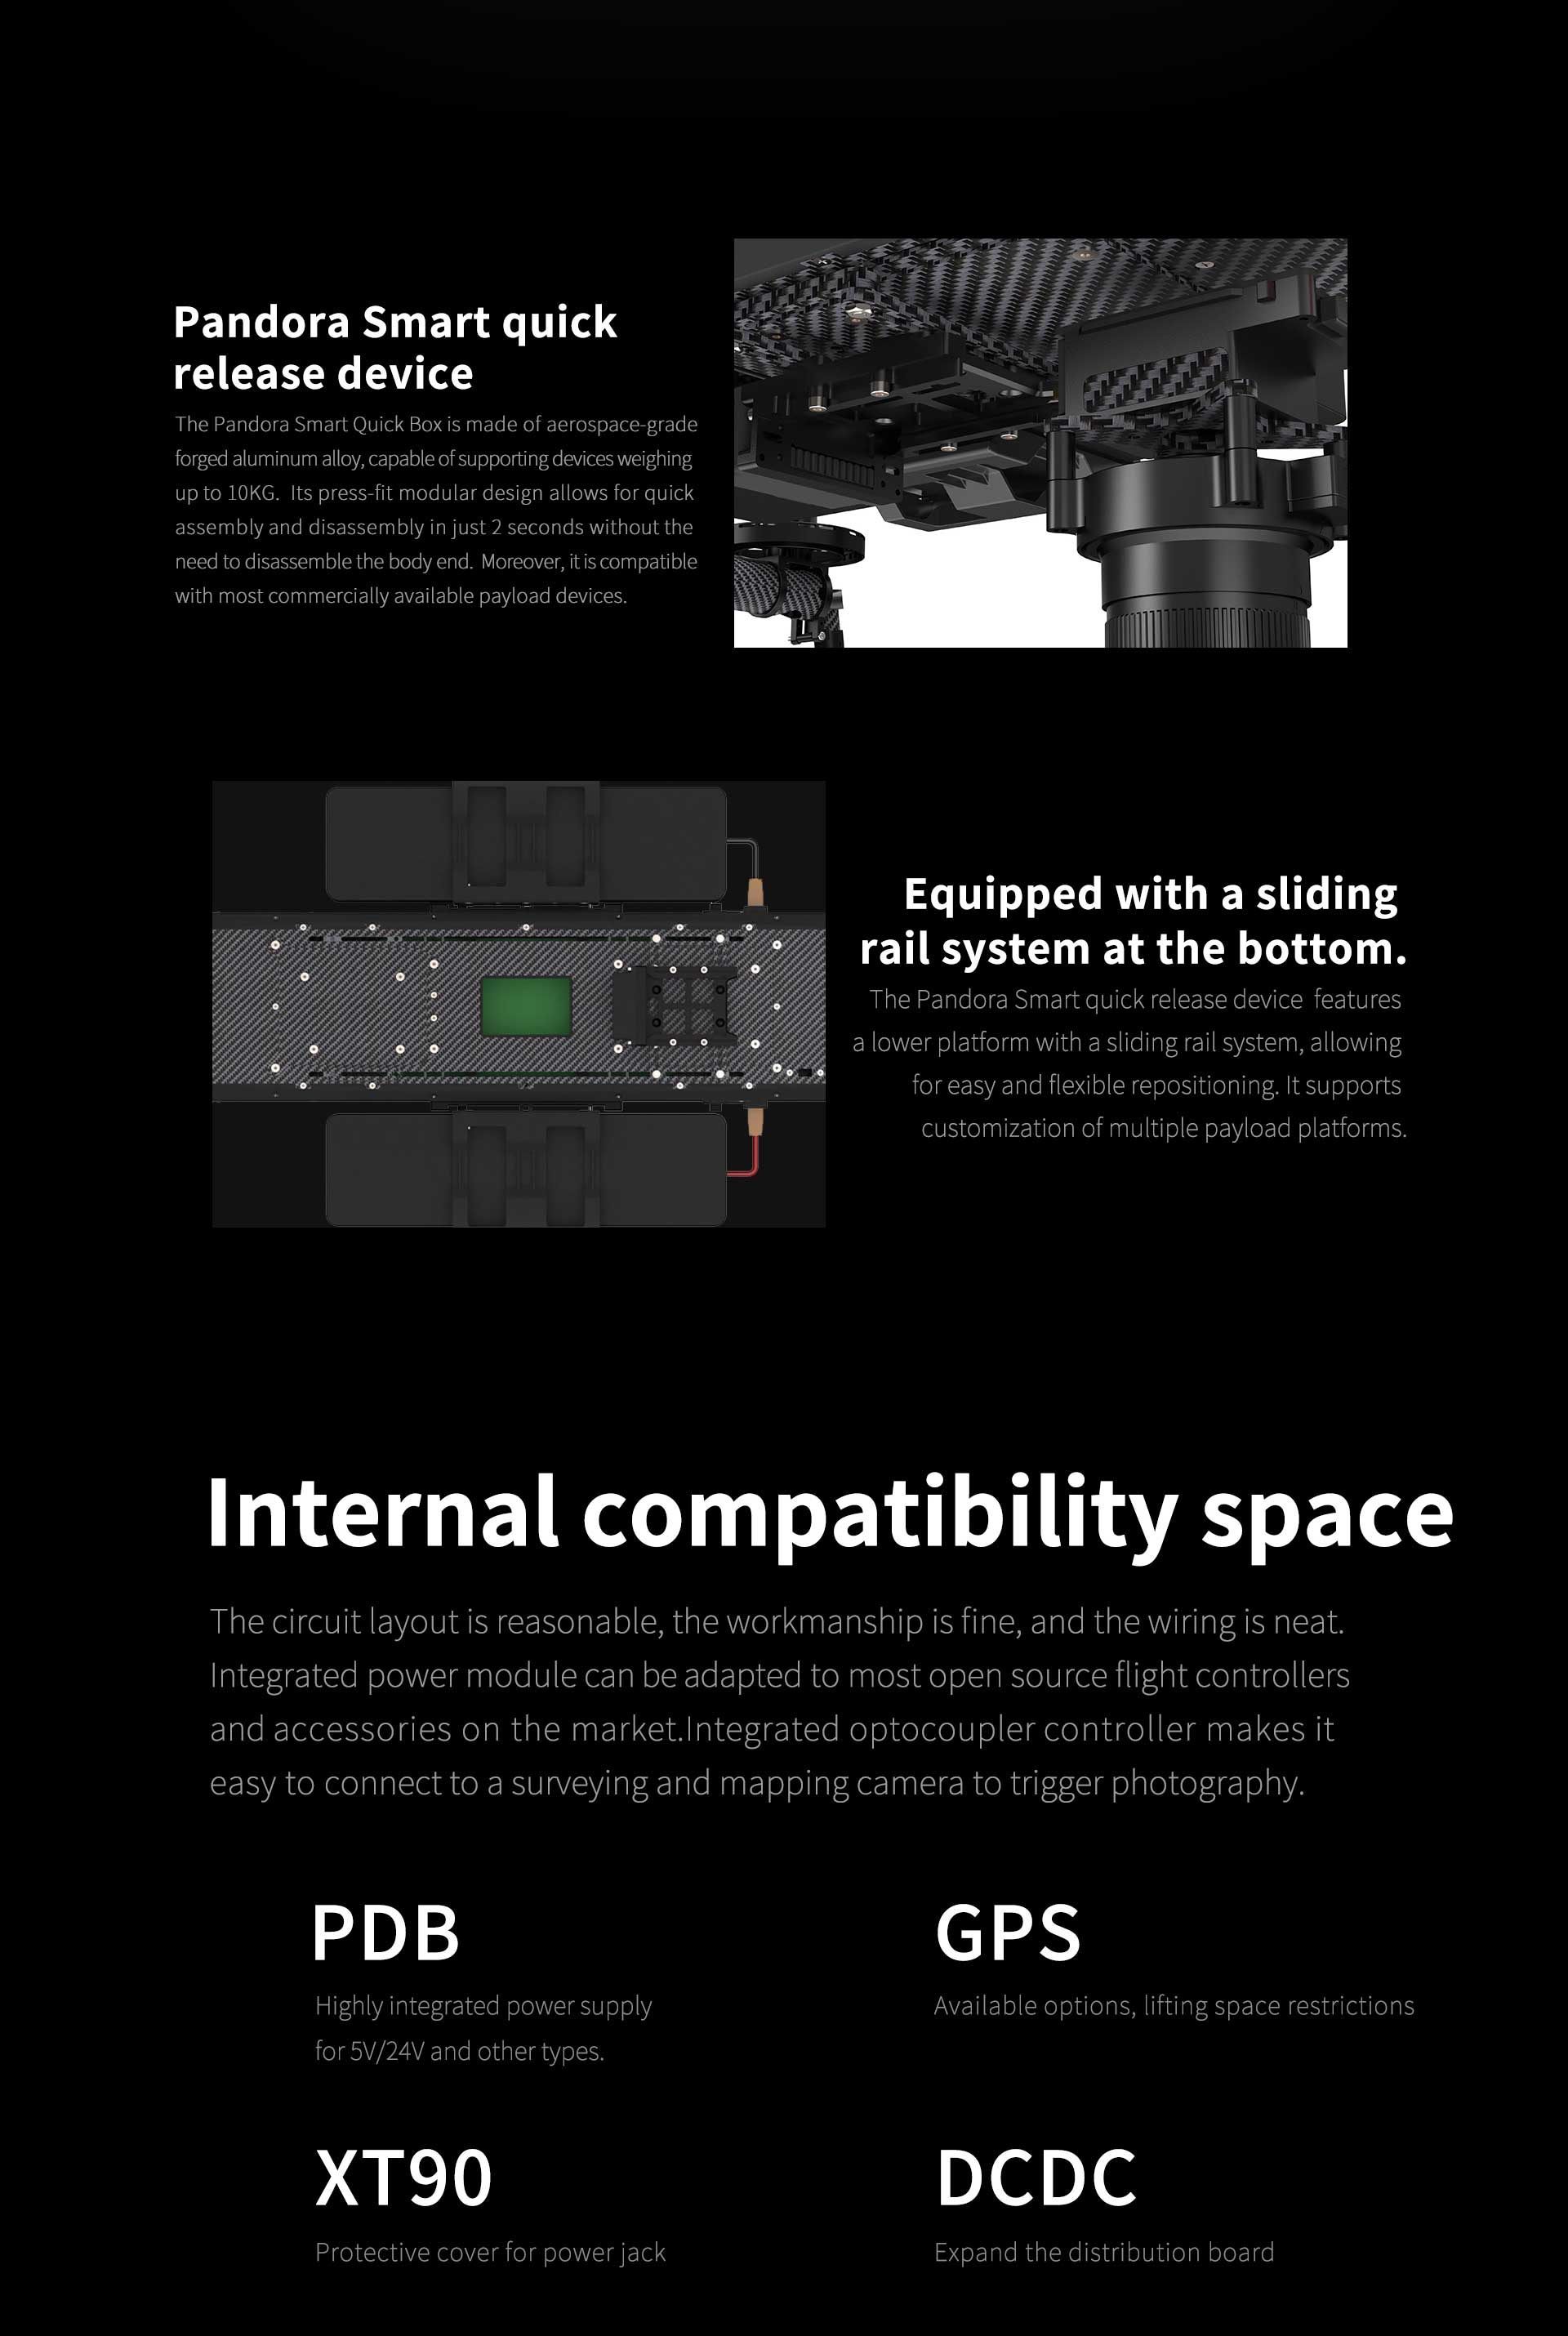 Pandora Smart quick
release device
The Pandora Smart Quick Box is made of aerospace-grade
forged aluminum alloy, capable of supporting devices weighing
up to 10KG. Its press-fit modular design allows for quick
assembly and disassembly in just 2 seconds without the
need to disassemble the body end. Moreover, it is compatible
with most commercially available payload devices.
Equipped with a sliding
rail system at the bottom.
The Pandora Smart quick release device features
a lower platform with a sliding rail system, allowing
for easy and flexible repositioning. It supports
customization of multiple payload platforms.
Internal compatibility space
The circuit layout is reasonable, the workmanship is fine, and the wiring is neat.
Integrated power module can be adapted to most open source flight controllers
and accessories on the market.Integrated optocoupler controller makes it
easy to connect to a surveying and mapping camera to trigger photography.
PDB
Highly integrated power supply
for 5V/24V and other types.
GPS
Available options, lifting space restrictions
XT90
Protective cover for power jack
DCDC
Expand the distribution board